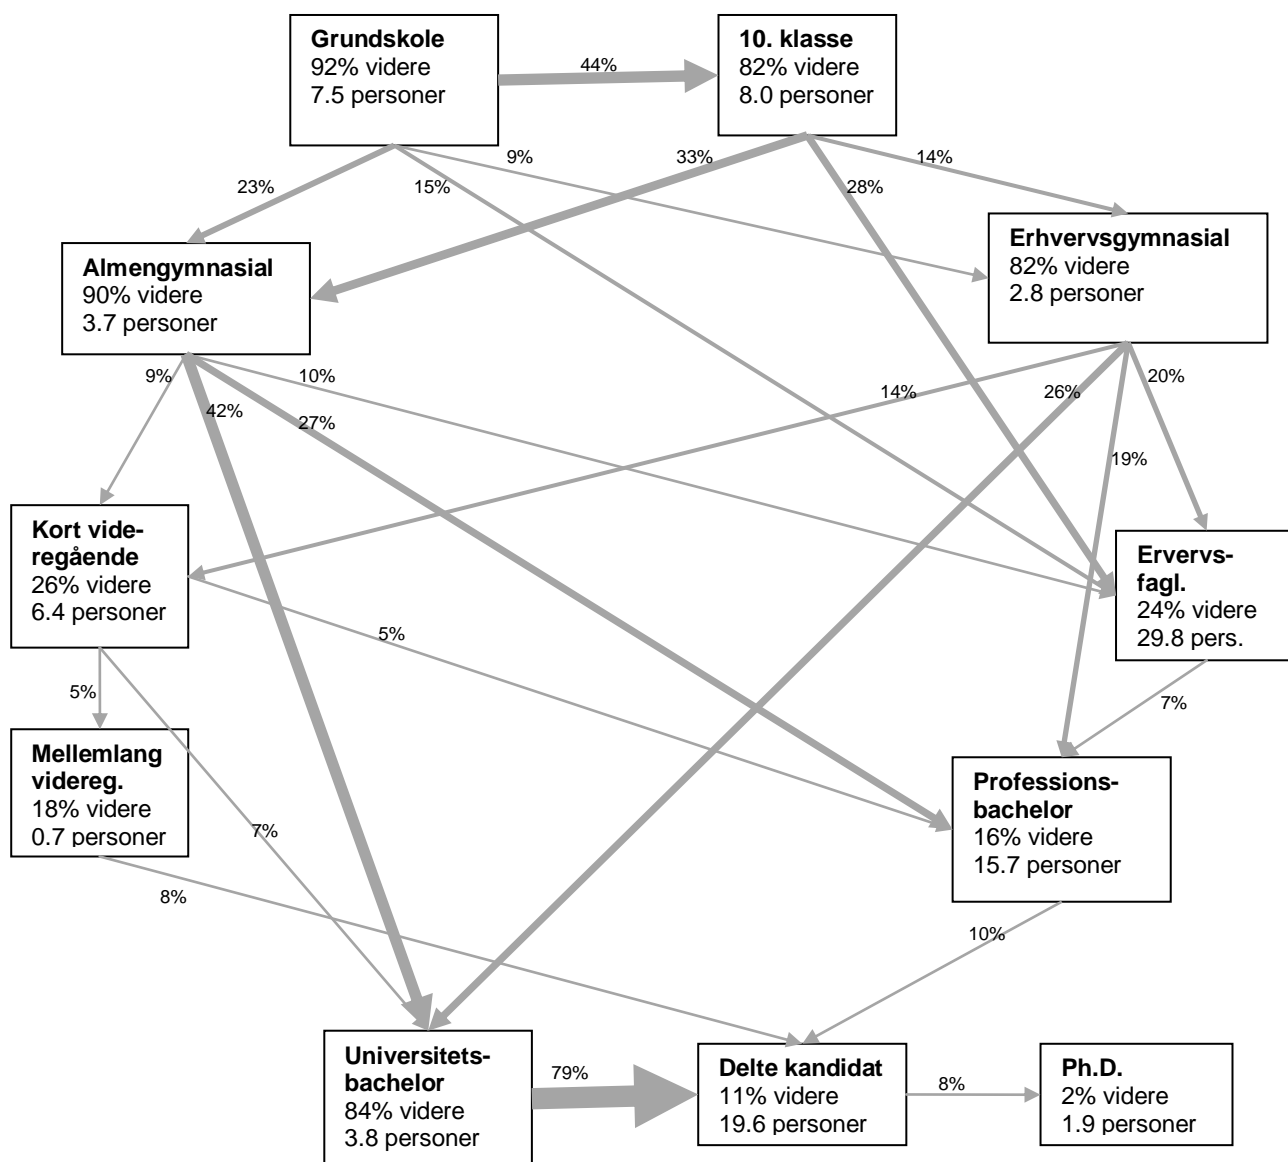 Grundskole
92% videre
7.5 personer
44%
10. klasse
82% videre
8.0 personer
23%
15%
9%
33%
28%
14%
Almengymnasial
90% videre
3.7 personer
Erhvervsgymnasial
82% videre
2.8 personer
9%
42%
10%
27%
14%
26%
20%
19%
Kort vide-
regående
26% videre
6.4 personer
Ervervs-
fagl.
24% videre
29.8 pers.
5%
5%
7%
Mellemlang
videreg.
18% videre
0.7 personer
7%
Professions-
bachelor
16% videre
15.7 personer
8%
10%
Universitets-
bachelor
84% videre
3.8 personer
79%
Delte kandidat
11% videre
19.6 personer
8%
Ph.D.
2% videre
1.9 personer